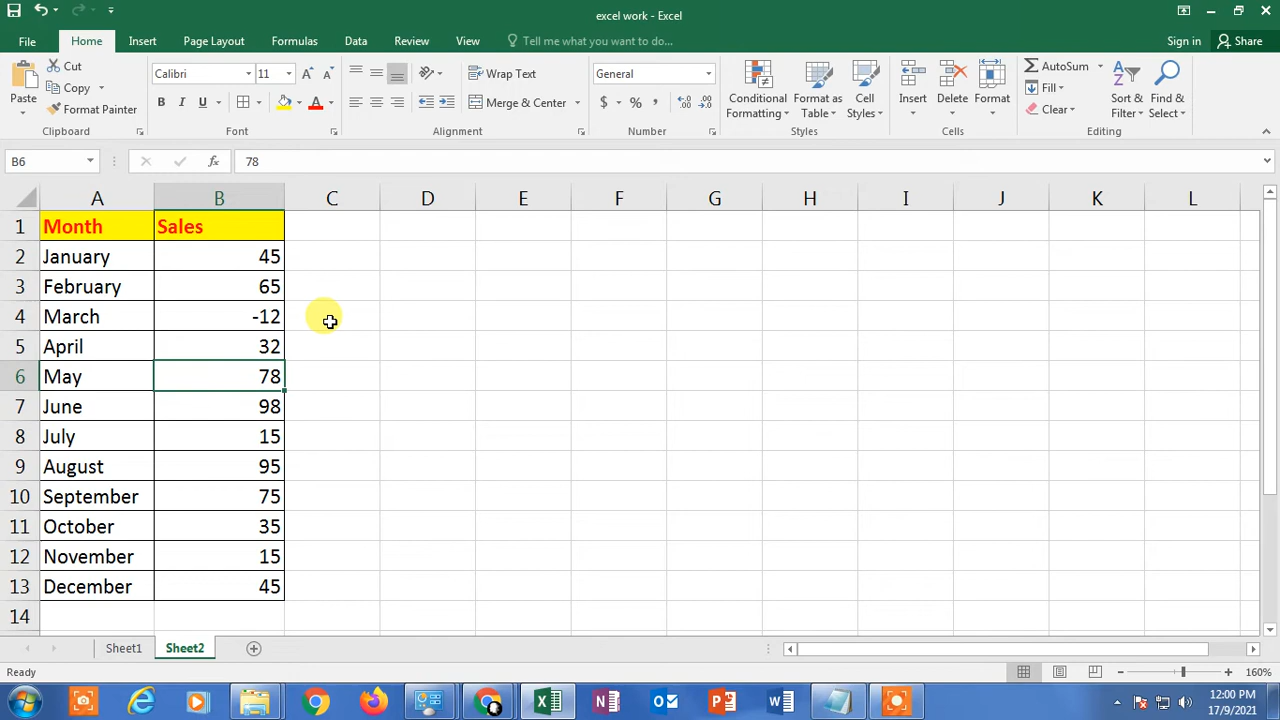 excel work - Excel
File Home Insert Page Layout Formulas Data Review View Tell me what you want to do... Sign in Share
Paste Cut Copy Format Painter Clipboard
Calibri 11 B I U A Font
Wrap Text Merge & Center Alignment
General $ % , Number
Conditional Formatting Format as Table Cell Styles Styles
Insert Delete Format Cells
AutoSum Fill Clear Sort & Filter Find & Select Editing
B6 fx 78
A B C D E F G H I J K L
1 Month Sales
2 January 45
3 February 65
4 March -12
5 April 32
6 May 78
7 June 98
8 July 15
9 August 95
10 September 75
11 October 35
12 November 15
13 December 45
14
Sheet1 Sheet2
Ready 160%
12:00 PM
17/9/2021